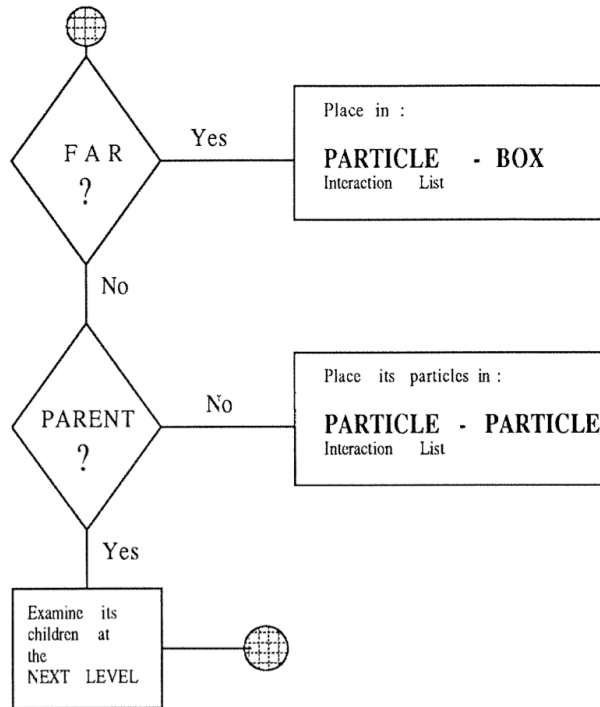 FAR
?
Yes
Place in :
PARTICLE - BOX
Interaction List
No
PARENT
?
No
Place its particles in :
PARTICLE - PARTICLE
Interaction List
Yes
Examine its
children at
the
NEXT LEVEL